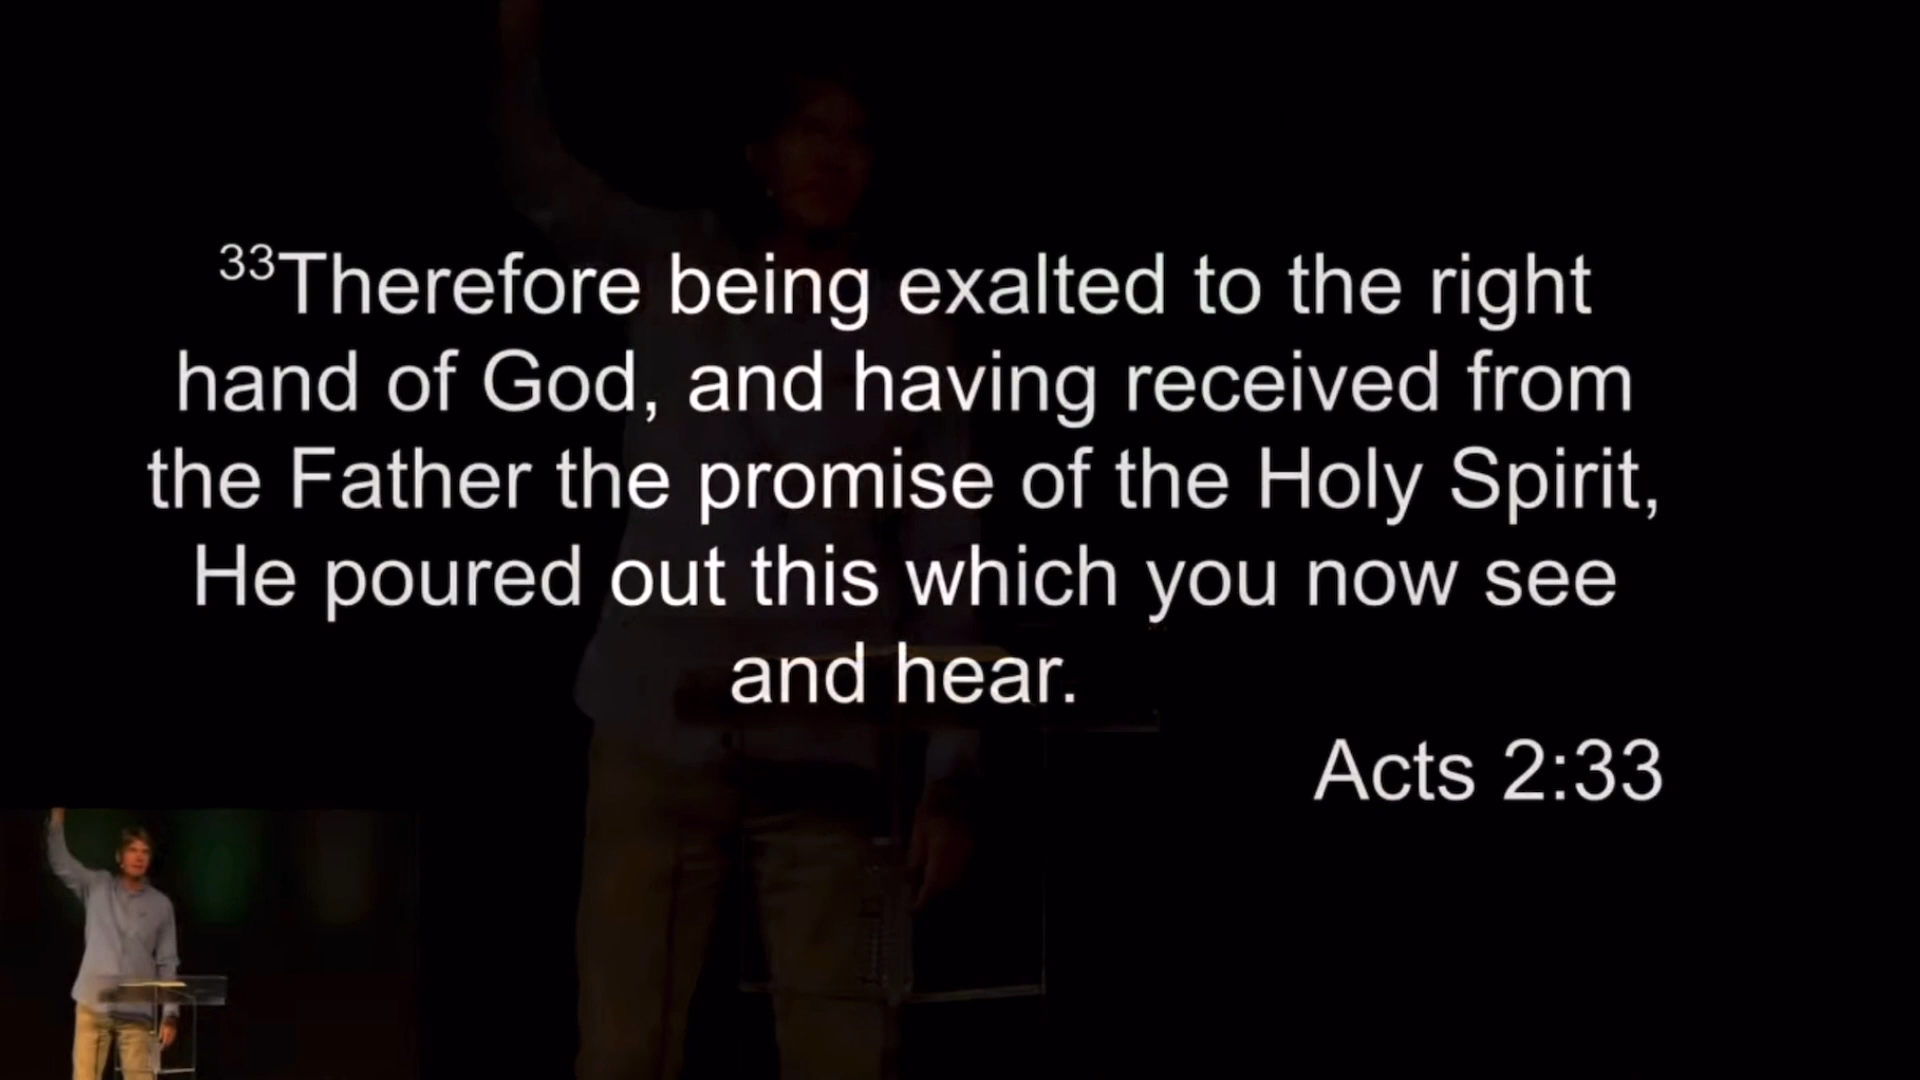 ³³Therefore being exalted to the right
hand of God, and having received from
the Father the promise of the Holy Spirit,
He poured out this which you now see
and hear.
Acts 2:33